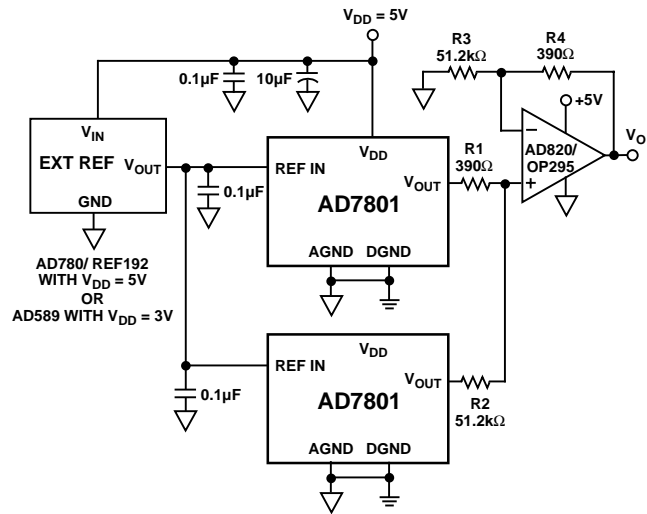 V_DD = 5V
R3
51.2kΩ
R4
390Ω
0.1µF
10µF
+5V
V_IN
EXT REF
V_OUT
GND
REF IN
V_DD
V_OUT
AD7801
AGND DGND
0.1µF
R1
390Ω
−
+
AD820/
OP295
V_O
AD780/ REF192
WITH V_DD = 5V
OR
AD589 WITH V_DD = 3V
REF IN
V_DD
V_OUT
AD7801
AGND DGND
0.1µF
R2
51.2kΩ